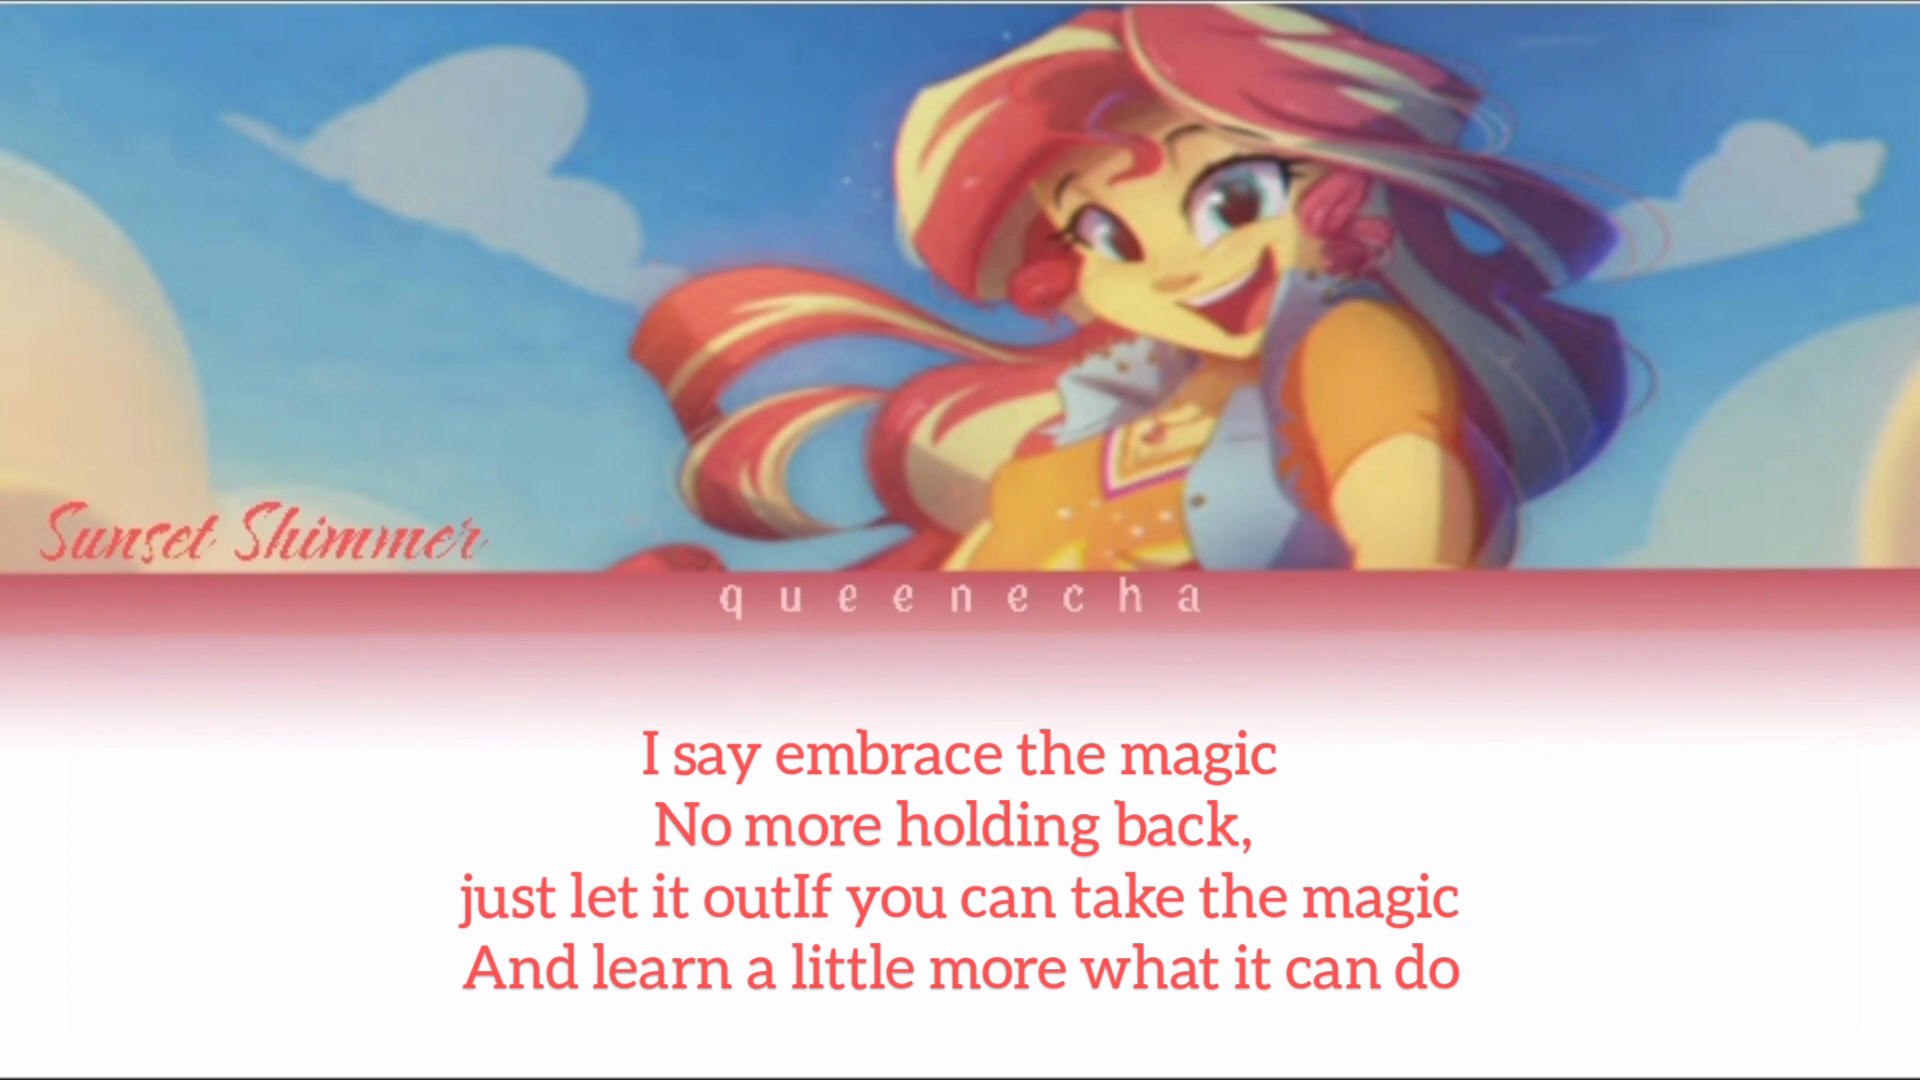 Sunset Shimmer
queenecha
I say embrace the magic
No more holding back,
just let it outIf you can take the magic
And learn a little more what it can do